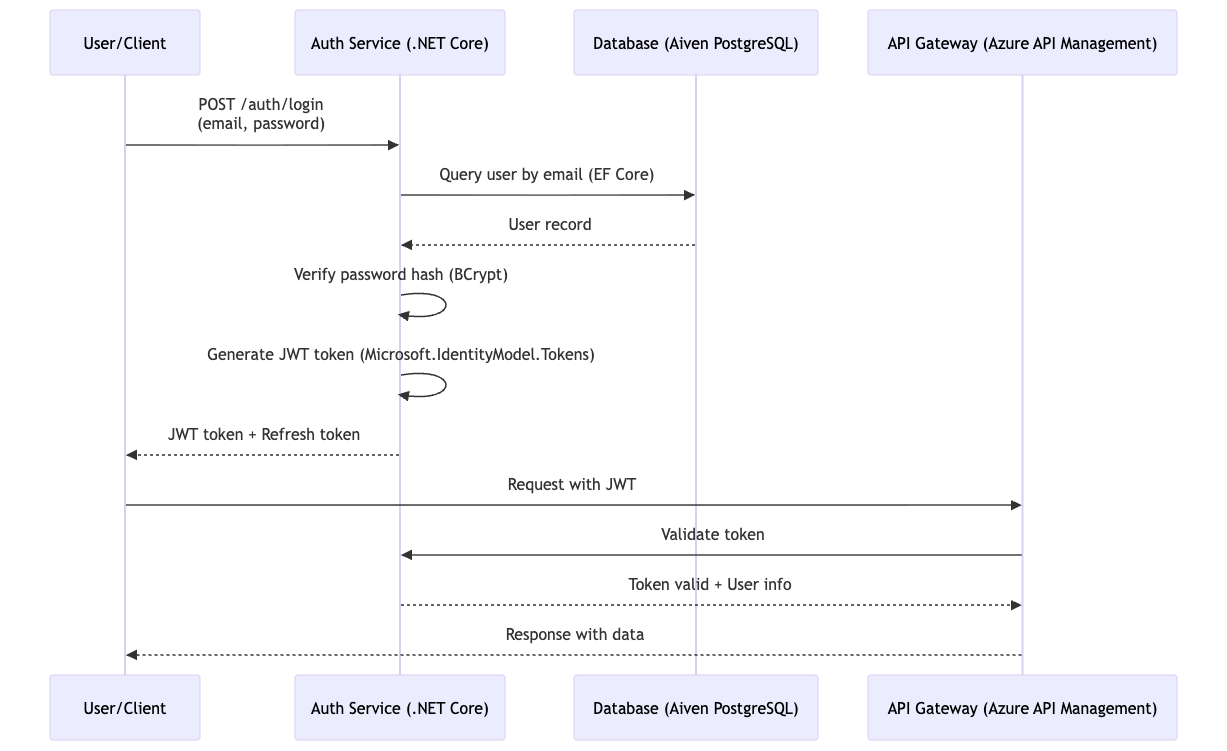 User/Client
Auth Service (.NET Core)
Database (Aiven PostgreSQL)
API Gateway (Azure API Management)
POST /auth/login
(email, password)
Query user by email (EF Core)
User record
Verify password hash (BCrypt)
Generate JWT token (Microsoft.IdentityModel.Tokens)
JWT token + Refresh token
Request with JWT
Validate token
Token valid + User info
Response with data
User/Client
Auth Service (.NET Core)
Database (Aiven PostgreSQL)
API Gateway (Azure API Management)